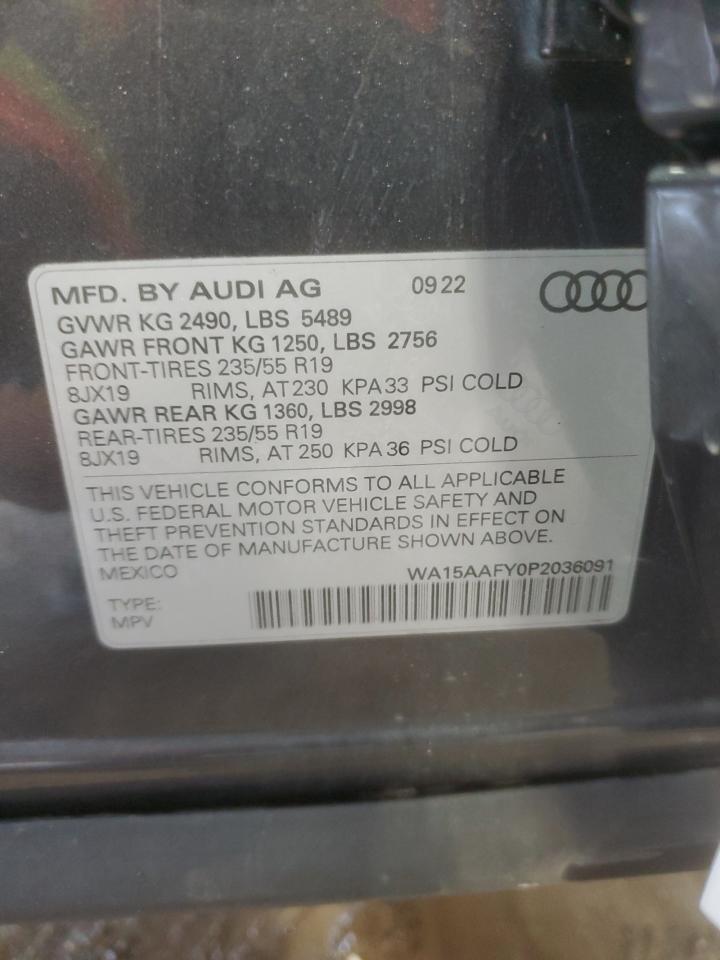 MFD. BY AUDI AG 09 22
GVWR KG 2490, LBS 5489
GAWR FRONT KG 1250, LBS 2756
FRONT-TIRES 235/55 R19
8JX19 RIMS, AT 230 KPA 33 PSI COLD
GAWR REAR KG 1360, LBS 2998
REAR-TIRES 235/55 R19
8JX19 RIMS, AT 250 KPA 36 PSI COLD
THIS VEHICLE CONFORMS TO ALL APPLICABLE
U.S. FEDERAL MOTOR VEHICLE SAFETY AND
THEFT PREVENTION STANDARDS IN EFFECT ON
THE DATE OF MANUFACTURE SHOWN ABOVE.
MEXICO WA15AAFY0P2036091
TYPE:
MPV